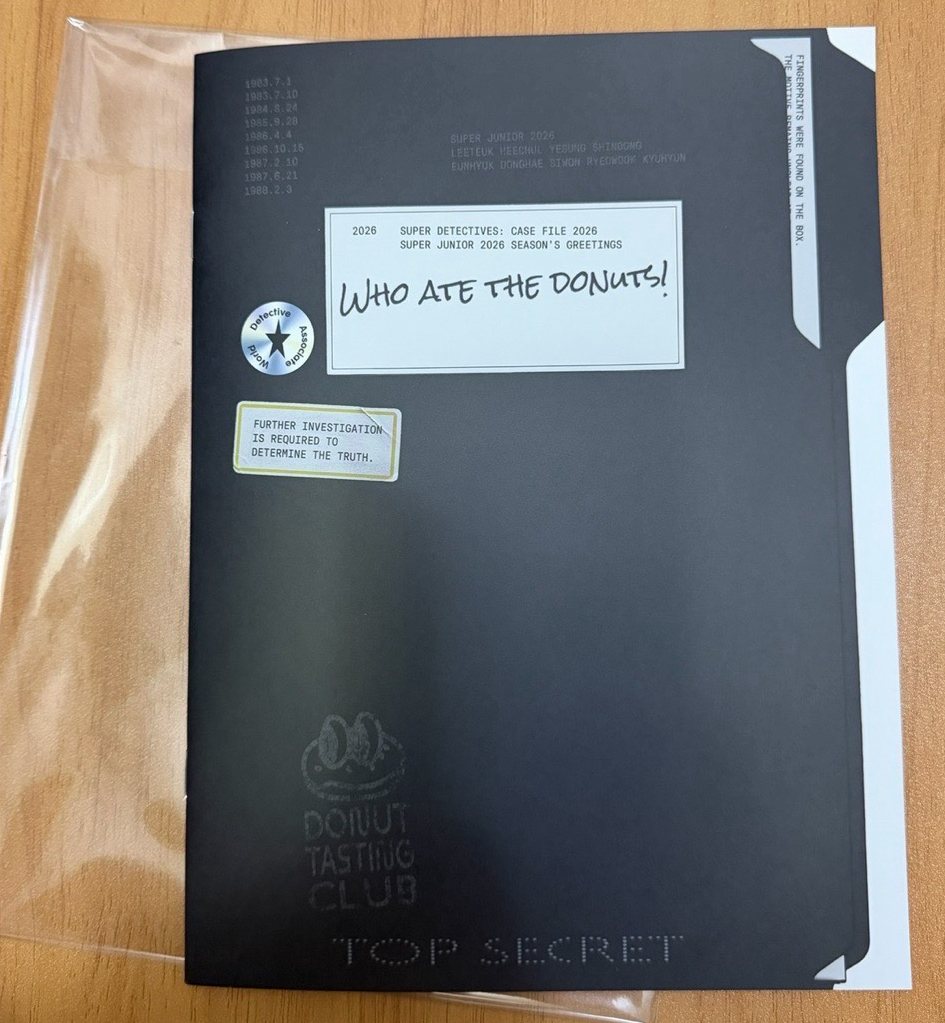 1983.7.1
1983.7.10
1984.8.24
1985.9.28
1986.4.4
1986.10.15
1987.2.10
1987.6.21
1988.2.3
SUPER JUNIOR 2026
LEETEUK HEECHUL YESUNG SHINDONG
EUNHYUK DONGHAE SIWON RYEOWOOK KYUHYUN
FINGERPRINTS WERE FOUND ON THE BOX.
THE MOTIVE REMAINS
2026 SUPER DETECTIVES: CASE FILE 2026
SUPER JUNIOR 2026 SEASON'S GREETINGS
WHO ATE THE DONUTS!
Detective Associate World
FURTHER INVESTIGATION
IS REQUIRED TO
DETERMINE THE TRUTH.
DONUT
TASTING
CLUB
TOP SECRET